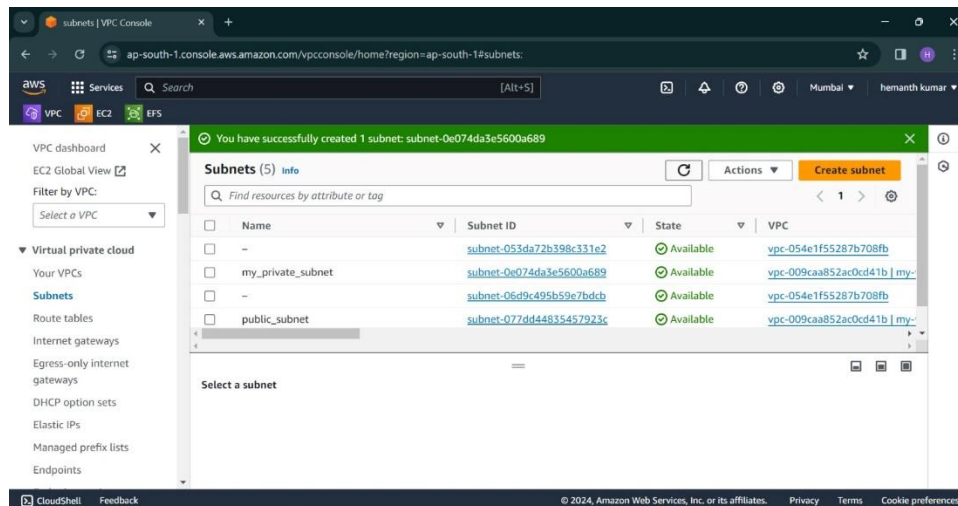 subnets | VPC Console
ap-south-1.console.aws.amazon.com/vpcconsole/home?region=ap-south-1#subnets:
H
aws Services Search [Alt+S] Mumbai hemanth kumar
VPC EC2 EFS
VPC dashboard
EC2 Global View
Filter by VPC:
Select a VPC
Virtual private cloud
Your VPCs
Subnets
Route tables
Internet gateways
Egress-only internet
gateways
DHCP option sets
Elastic IPs
Managed prefix lists
Endpoints
You have successfully created 1 subnet: subnet-0e074da3e5600a689
Subnets (5) Info Actions Create subnet
Find resources by attribute or tag 1
Name Subnet ID State VPC
– subnet-053da72b398c331e2 Available vpc-054e1f55287b708fb
my_private_subnet subnet-0e074da3e5600a689 Available vpc-009caa852ac0cd41b | my-
– subnet-06d9c495b59e7bdcb Available vpc-054e1f55287b708fb
public_subnet subnet-077dd44835457923c Available vpc-009caa852ac0cd41b | my-
Select a subnet
CloudShell Feedback © 2024, Amazon Web Services, Inc. or its affiliates. Privacy Terms Cookie preferences